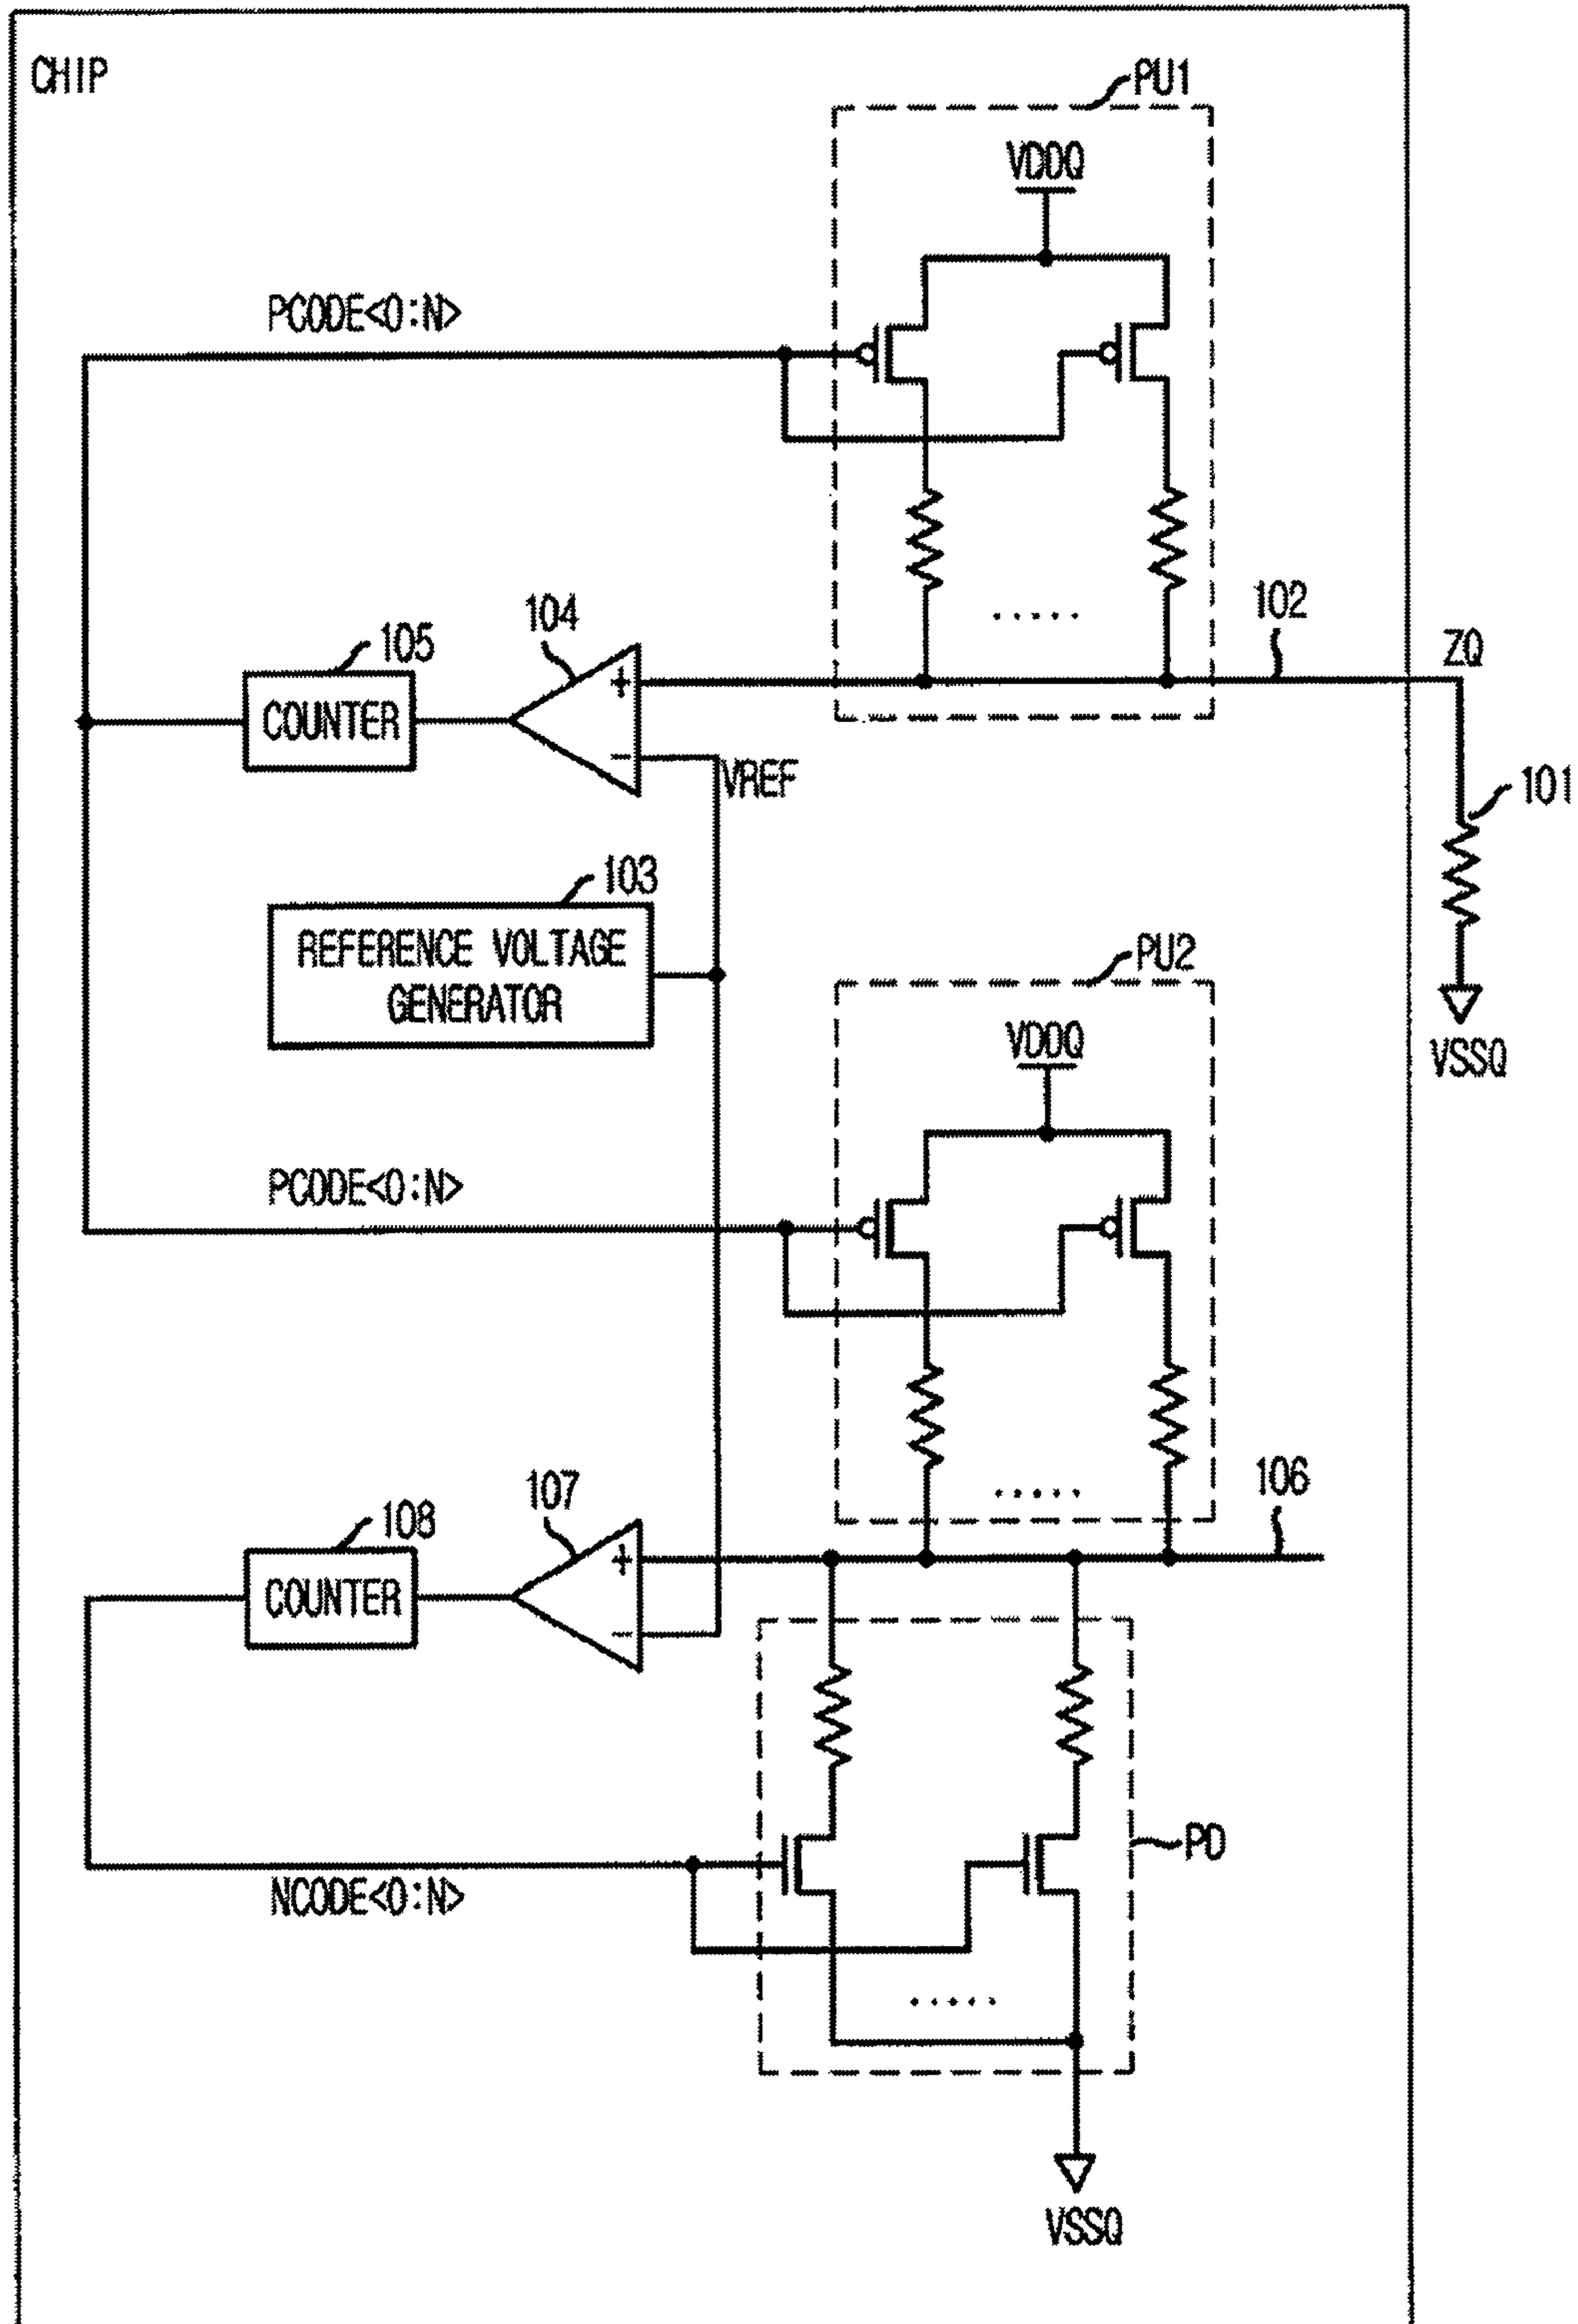 CHIP
PU1
VDDQ
PCODE<0:N>
102
ZQ
104
105
+
COUNTER
-
VREF
101
103
REFERENCE VOLTAGE
GENERATOR
PU2
VDDQ
VSSQ
PCODE<0:N>
106
107
108
+
COUNTER
-
PD
NCODE<0:N>
VSSQ